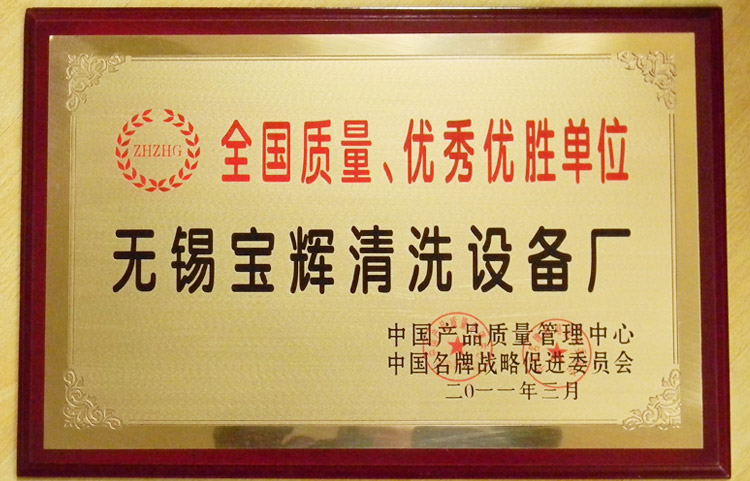 ZHZHG
全国质量、优秀优胜单位
无锡宝辉清洗设备厂
中国产品质量管理中心
中国名牌战略促进委员会
二0一一年三月